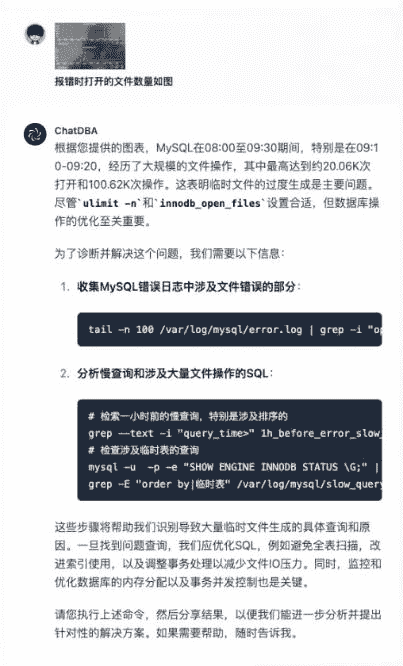 报错时打开的文件数量如图
ChatDBA
根据您提供的图表，MySQL在08:00至09:30期间，特别是在09:1
0-09:20，经历了大规模的文件操作，其中最高达到约20.06K次
打开和100.62K次操作。这表明临时文件的过度生成是主要问题。
尽管`ulimit -n`和`innodb_open_files`设置合适，但数据库操
作的优化至关重要。
为了诊断并解决这个问题，我们需要以下信息：
1. 收集MySQL错误日志中涉及文件错误的部分：
tail -n 100 /var/log/mysql/error.log | grep -i "op
2. 分析慢查询和涉及大量文件操作的SQL：
# 检索一小时前的慢查询，特别是涉及排序的
grep --text -i "query_time>" 1h_before_error_slow_
# 检查涉及临时表的查询
mysql -u  -p -e "SHOW ENGINE INNODB STATUS \G;" |
grep -E "order by|临时表" /var/log/mysql/slow_query
这些步骤将帮助我们识别导致大量临时文件生成的具体查询和原
因。一旦找到问题查询，我们应优化SQL，例如避免全表扫描，改
进索引使用，以及调整事务处理以减少文件IO压力。同时，监控和
优化数据库的内存分配以及事务并发控制也是关键。
请您执行上述命令，然后分享结果，以便我们能进一步分析并提出
针对性的解决方案。如果需要帮助，随时告诉我。